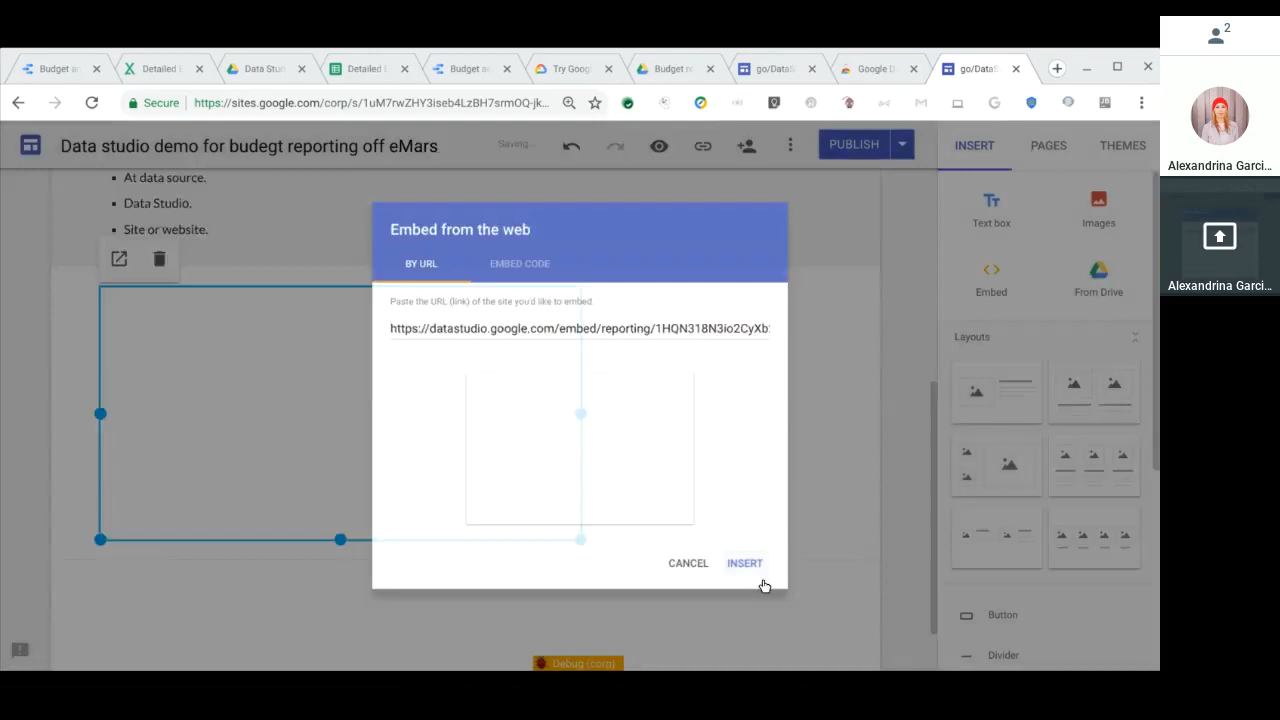 2
Budget an
Detailed
Data Stud
Detailed
Budget a
Try Goog
Budget r
go/Data
Google D
go/DataS
Secure
https://sites.google.com/corp/s/1uM7rwZHY3iseb4LzBH7srmOQ-jk...
Alexandrina Garci...
Data studio demo for budegt reporting off eMars
Saving...
PUBLISH
INSERT
PAGES
THEMES
At data source.
Data Studio.
Site or website.
Embed from the web
BY URL
EMBED CODE
Paste the URL (link) of the site you'd like to embed.
https://datastudio.google.com/embed/reporting/1HQN318N3io2CyXb
CANCEL
INSERT
Text box
Images
Embed
From Drive
Layouts
Button
Divider
Alexandrina Garci...
Debug (corp)